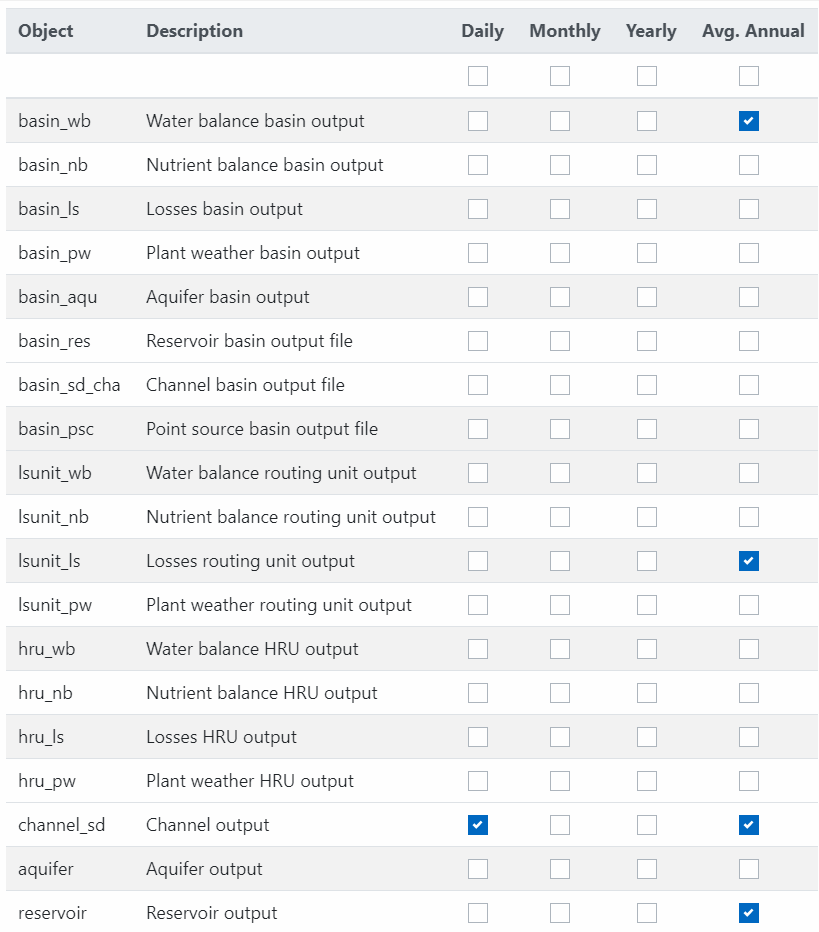 Object Description Daily Monthly Yearly Avg. Annual
basin_wb Water balance basin output
basin_nb Nutrient balance basin output
basin_ls Losses basin output
basin_pw Plant weather basin output
basin_aqu Aquifer basin output
basin_res Reservoir basin output file
basin_sd_cha Channel basin output file
basin_psc Point source basin output file
lsunit_wb Water balance routing unit output
lsunit_nb Nutrient balance routing unit output
lsunit_ls Losses routing unit output
lsunit_pw Plant weather routing unit output
hru_wb Water balance HRU output
hru_nb Nutrient balance HRU output
hru_ls Losses HRU output
hru_pw Plant weather HRU output
channel_sd Channel output
aquifer Aquifer output
reservoir Reservoir output